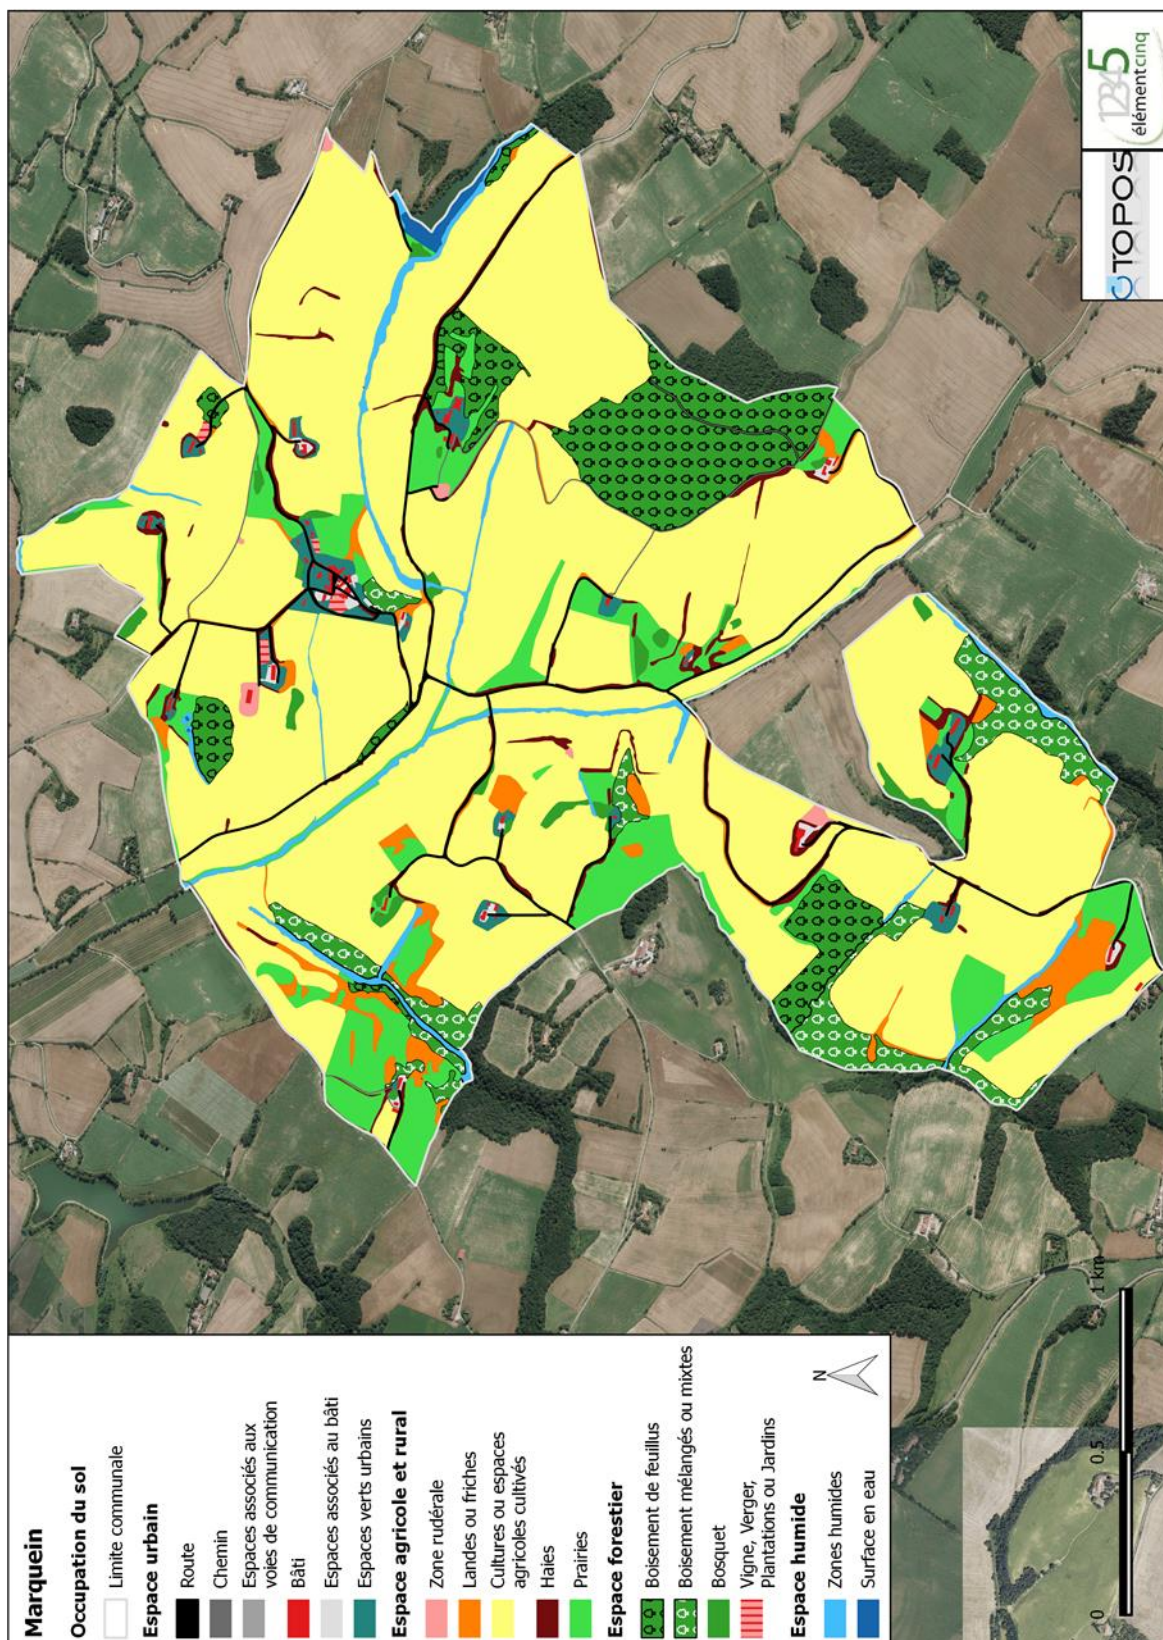 Marquein
Occupation du sol
Limite communale
Espace urbain
Route
Chemin
Espaces associés aux
voies de communication
Bâti
Espaces associés au bâti
Espaces verts urbains
Espace agricole et rural
Zone rudérale
Landes ou friches
Cultures ou espaces
agricoles cultivés
Haies
Prairies
Espace forestier
Boisement de feuillus
Boisement mélangés ou mixtes
Bosquet
Vigne, Verger,
Plantations ou Jardins
Espace humide
Zones humides
Surface en eau
N
0 0.5 1 km
TOPOS
12345
élémentcinq